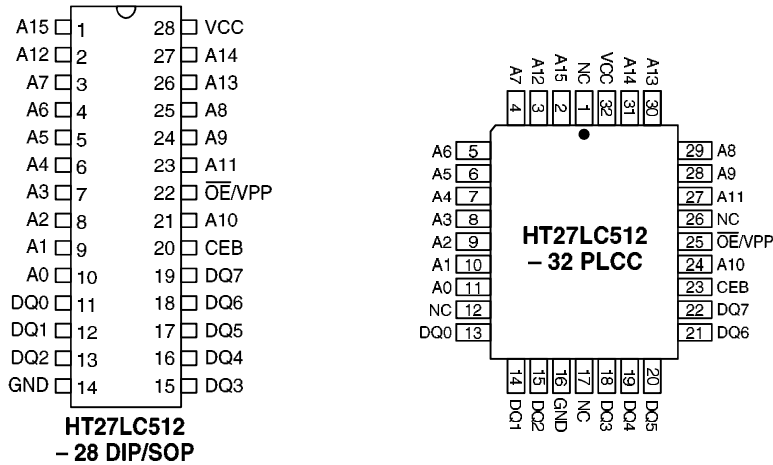 A15 1 28 VCC
A12 2 27 A14
A7 3 26 A13
A6 4 25 A8
A5 5 24 A9
A4 6 23 A11
A3 7 22 O̅E̅/VPP
A2 8 21 A10
A1 9 20 CEB
A0 10 19 DQ7
DQ0 11 18 DQ6
DQ1 12 17 DQ5
DQ2 13 16 DQ4
GND 14 15 DQ3
HT27LC512
– 28 DIP/SOP
A7 A12 A15 NC VCC A14 A13
4 3 2 1 32 31 30
A6 5 29 A8
A5 6 28 A9
A4 7 27 A11
A3 8 26 NC
A2 9 25 O̅E̅/VPP
A1 10 24 A10
A0 11 23 CEB
NC 12 22 DQ7
DQ0 13 21 DQ6
HT27LC512
– 32 PLCC
14 15 16 17 18 19 20
DQ1 DQ2 GND NC DQ3 DQ4 DQ5